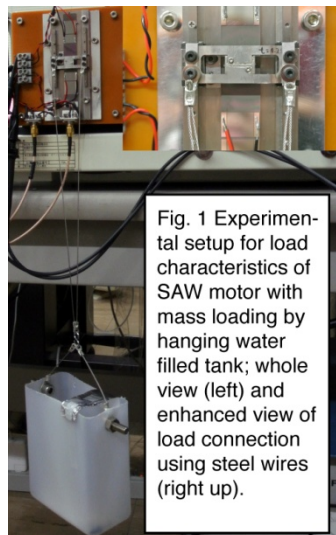 Fig. 1 Experimen-
tal setup for load
characteristics of
SAW motor with
mass loading by
hanging water
filled tank; whole
view (left) and
enhanced view of
load connection
using steel wires
(right up).